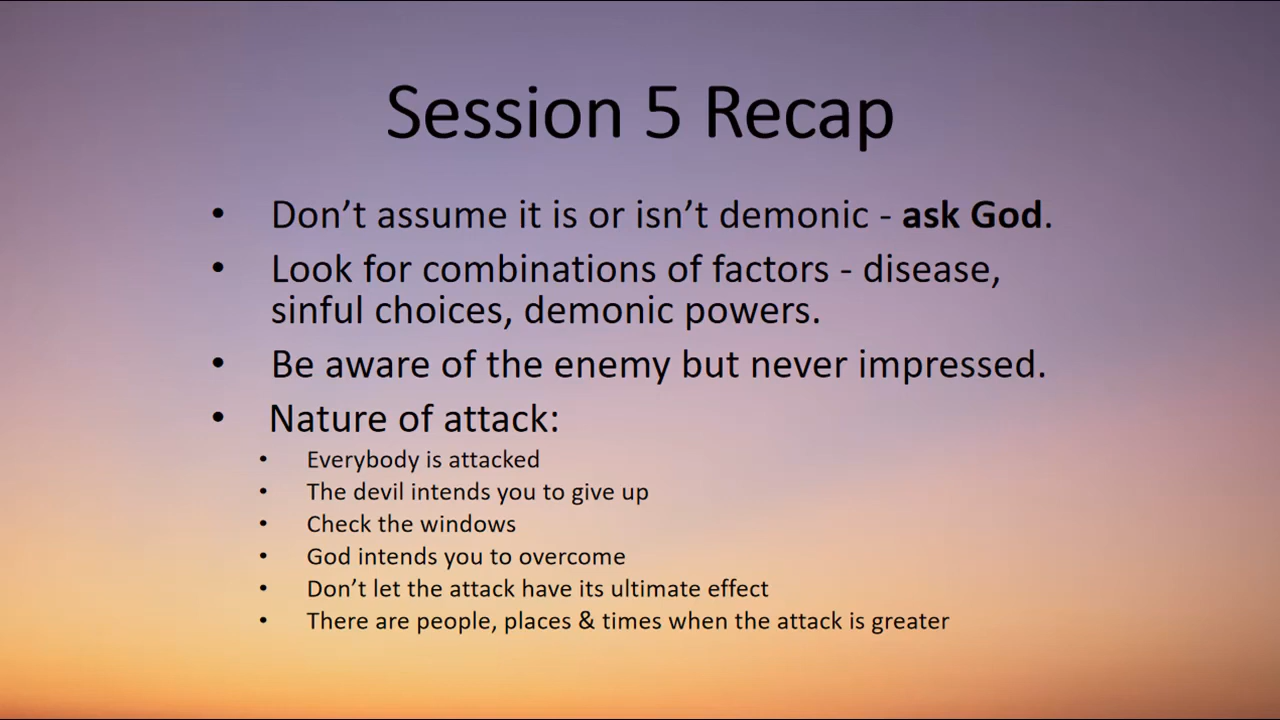 Session 5 Recap
• Don’t assume it is or isn’t demonic - ask God.
• Look for combinations of factors - disease,
sinful choices, demonic powers.
• Be aware of the enemy but never impressed.
• Nature of attack:
• Everybody is attacked
• The devil intends you to give up
• Check the windows
• God intends you to overcome
• Don’t let the attack have its ultimate effect
• There are people, places & times when the attack is greater